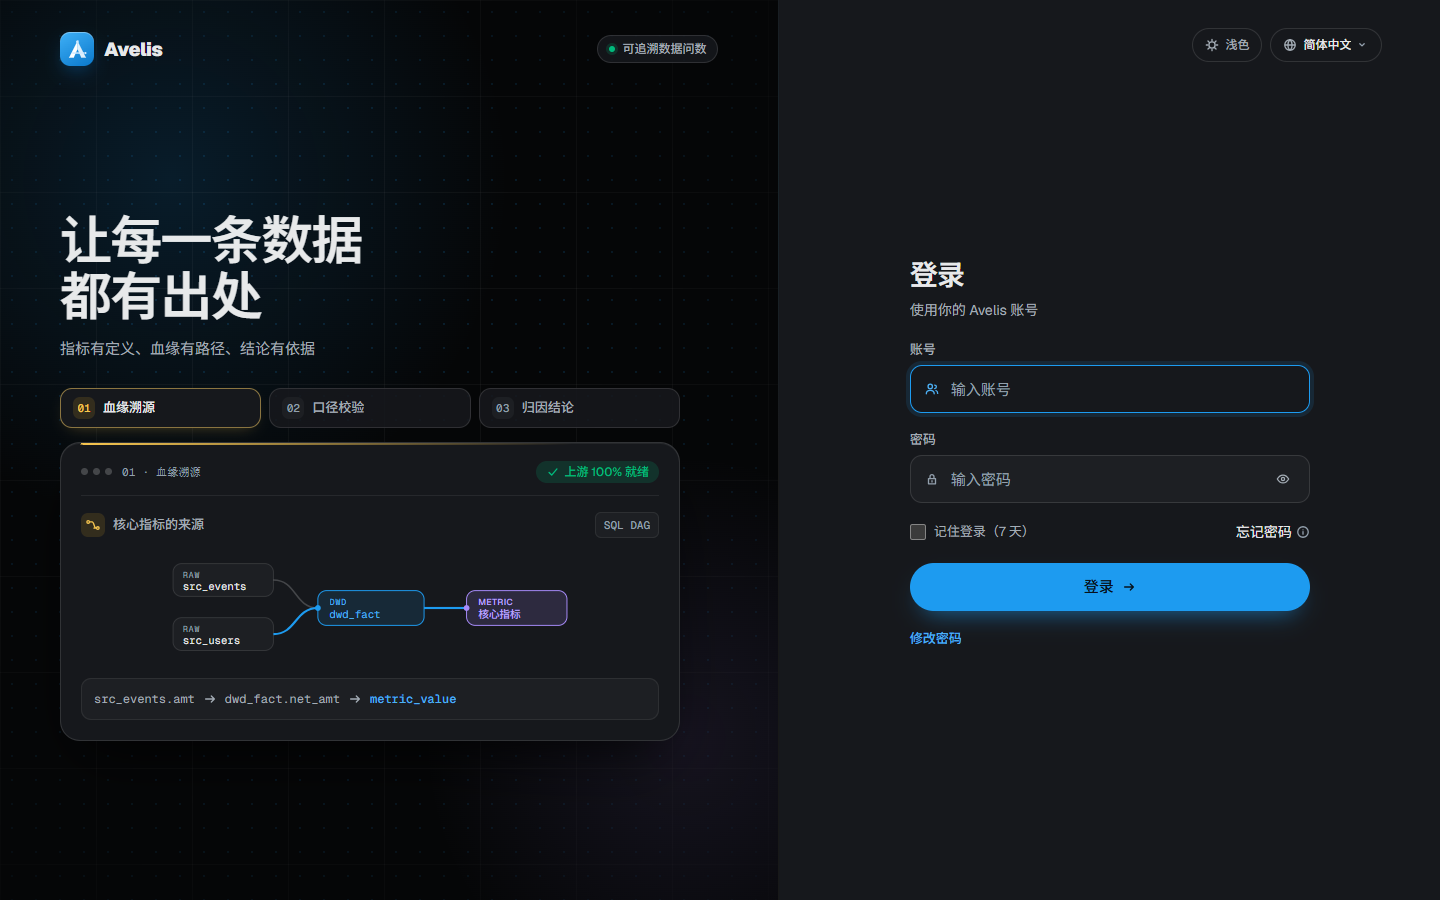 Avelis
可追溯数据问数
浅色
简体中文
让每一条数据
都有出处
指标有定义、血缘有路径、结论有依据
01 血缘溯源
02 口径校验
03 归因结论
01 · 血缘溯源
上游 100% 就绪
核心指标的来源
SQL DAG
RAW
src_events
RAW
src_users
DWD
dwd_fact
METRIC
核心指标
src_events.amt → dwd_fact.net_amt → metric_value
登录
使用你的 Avelis 账号
账号
输入账号
密码
输入密码
记住登录（7 天）
忘记密码
登录 →
修改密码